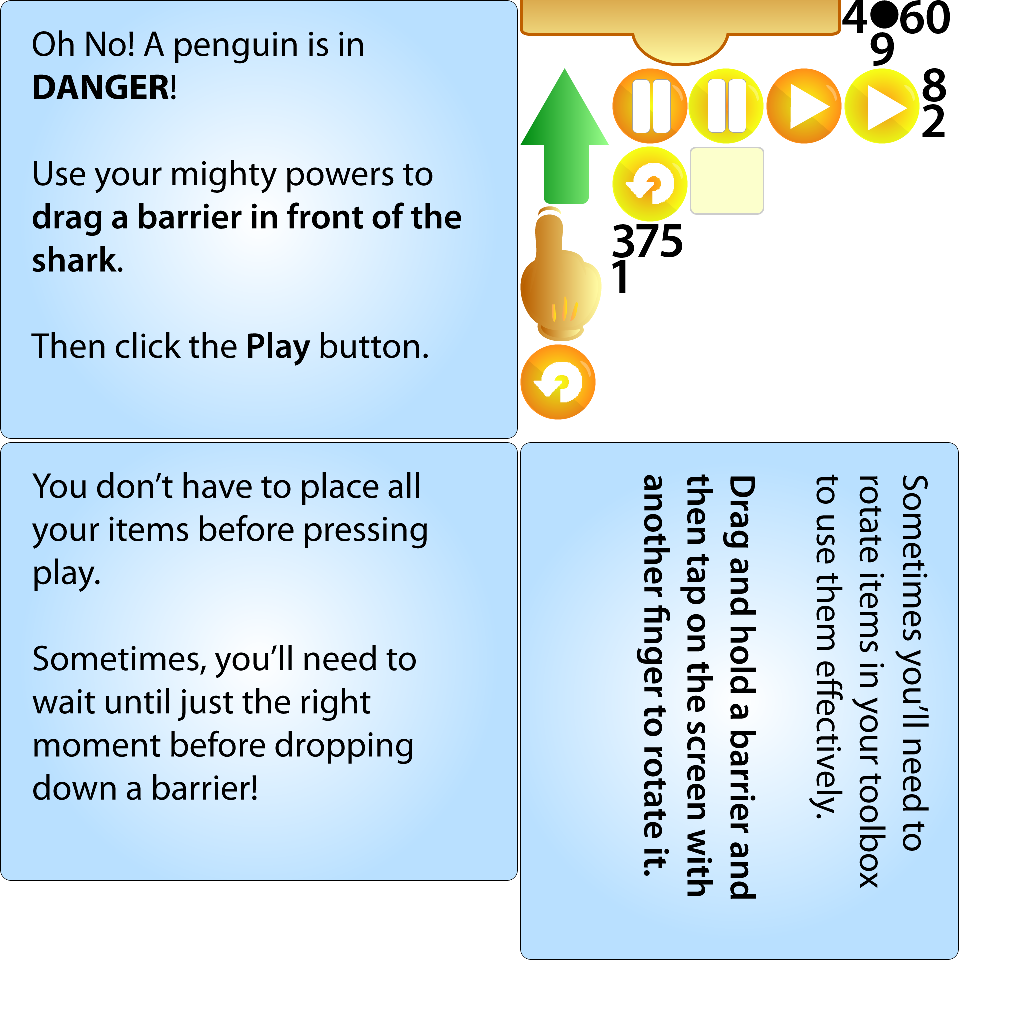 Oh No! A penguin is in
DANGER!
Use your mighty powers to
drag a barrier in front of the
shark.
Then click the Play button.
4●60
9
8
2
375
1
You don’t have to place all
your items before pressing
play.
Sometimes, you’ll need to
wait until just the right
moment before dropping
down a barrier!
Sometimes you’ll need to
rotate items in your toolbox
to use them effectively.
Drag and hold a barrier and
then tap on the screen with
another finger to rotate it.